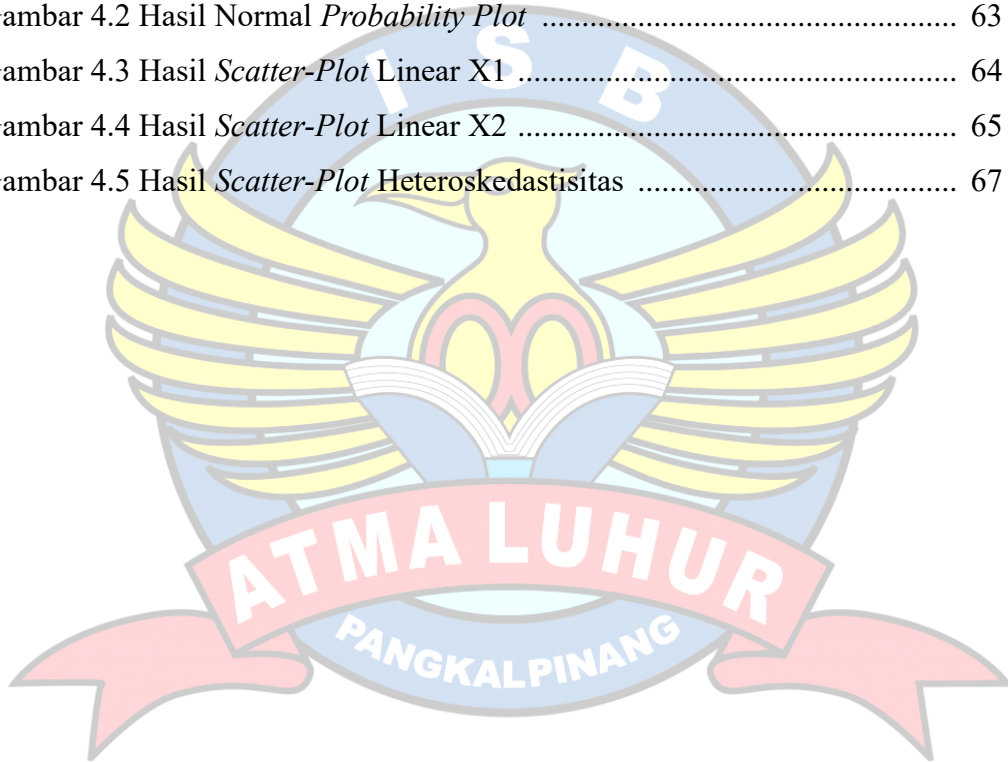 ambar 4.2 Hasil Normal Probability Plot ........................................................ 63
ambar 4.3 Hasil Scatter-Plot Linear X1 .......................................................... 64
ambar 4.4 Hasil Scatter-Plot Linear X2 .......................................................... 65
ambar 4.5 Hasil Scatter-Plot Heteroskedastisitas .......................................... 67
I S B
ATMA LUHUR
PANGKALPINANG